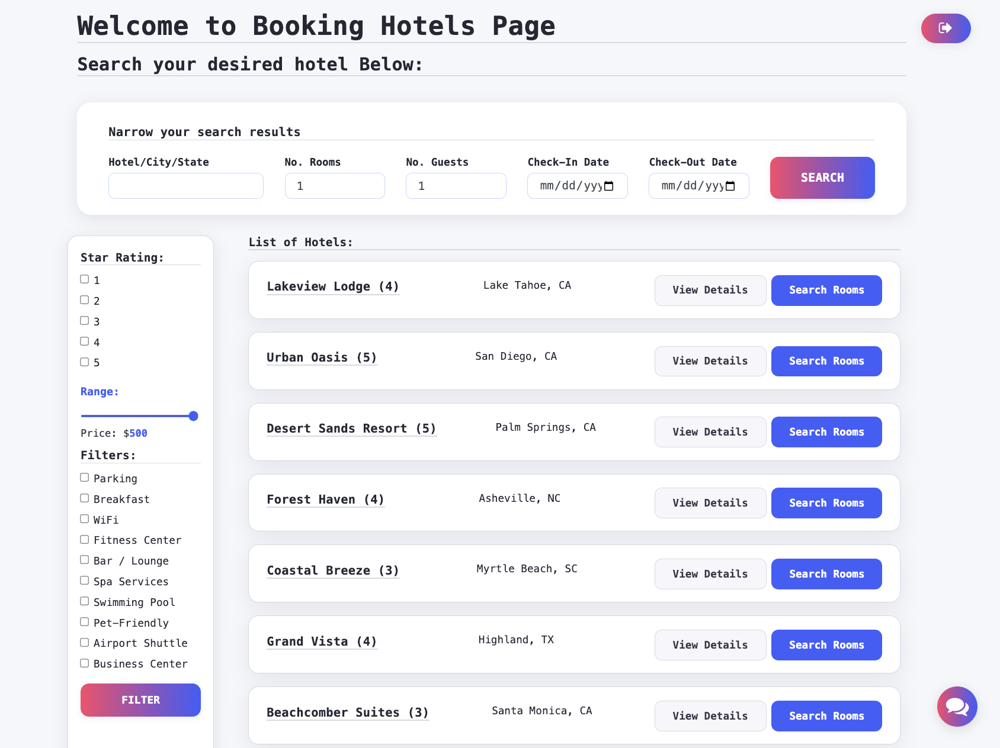 Welcome to Booking Hotels Page
Search your desired hotel Below:
Narrow your search results
Hotel/City/State
No. Rooms
No. Guests
Check-In Date
Check-Out Date
1
1
mm/dd/yyy
mm/dd/yyy
SEARCH
Star Rating:
1
2
3
4
5
Range:
Price: $500
Filters:
Parking
Breakfast
WiFi
Fitness Center
Bar / Lounge
Spa Services
Swimming Pool
Pet-Friendly
Airport Shuttle
Business Center
FILTER
List of Hotels:
Lakeview Lodge (4) Lake Tahoe, CA View Details Search Rooms
Urban Oasis (5) San Diego, CA View Details Search Rooms
Desert Sands Resort (5) Palm Springs, CA View Details Search Rooms
Forest Haven (4) Asheville, NC View Details Search Rooms
Coastal Breeze (3) Myrtle Beach, SC View Details Search Rooms
Grand Vista (4) Highland, TX View Details Search Rooms
Beachcomber Suites (3) Santa Monica, CA View Details Search Rooms